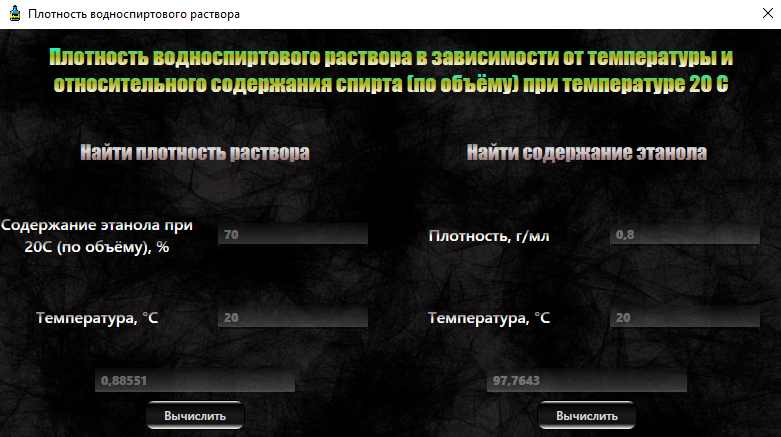 Плотность водноспиртового раствора
Плотность водноспиртового раствора в зависимости от температуры и
относительного содержания спирта (по объёму) при температуре 20 С
Найти плотность раствора
Содержание этанола при
20С (по объёму), %
70
Температура, °С
20
0,88551
Вычислить
Найти содержание этанола
Плотность, г/мл
0,8
Температура, °С
20
97,7643
Вычислить